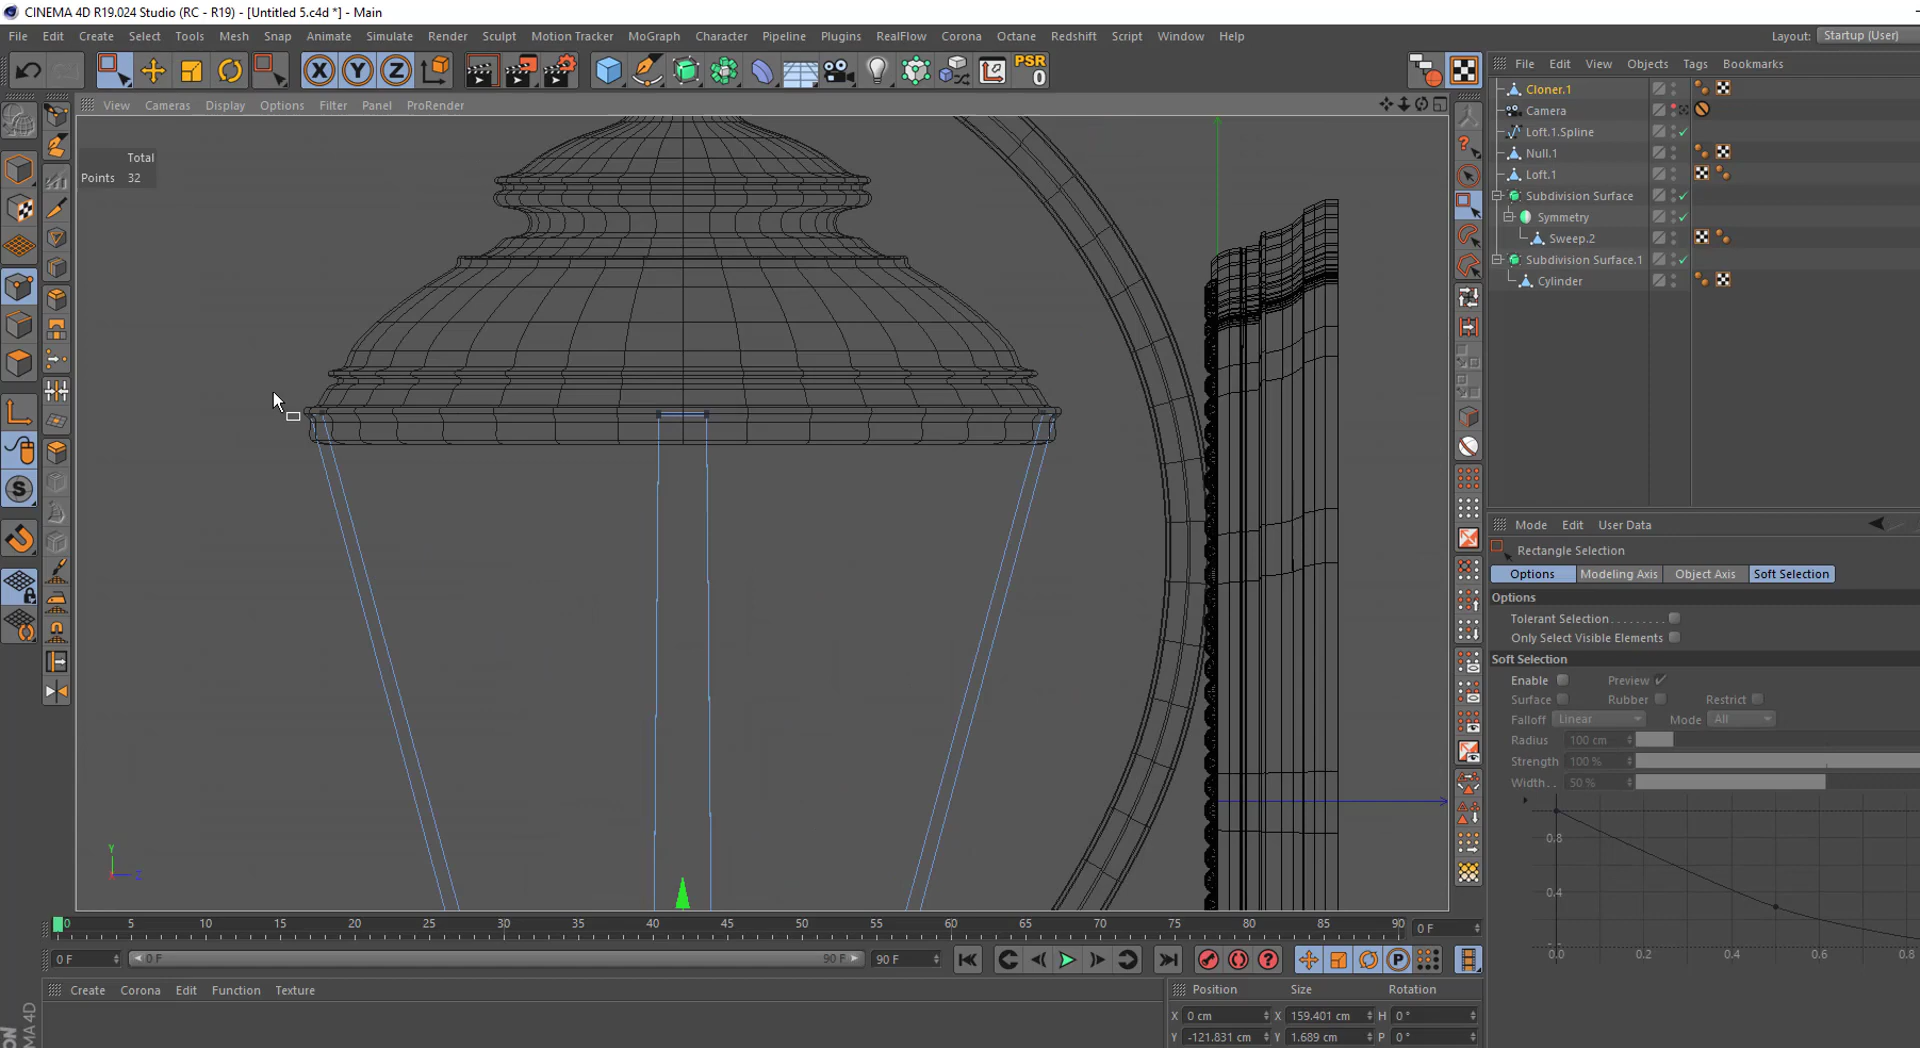 CINEMA 4D R19.024 Studio (RC - R19) - [Untitled 5.c4d *] - Main
File Edit Create Select Tools Mesh Snap Animate Simulate Render Sculpt Motion Tracker MoGraph Character Pipeline Plugins RealFlow Corona Octane Redshift Script Window Help Layout: Startup (User)
X Y Z PSR 0
File Edit View Objects Tags Bookmarks
View Cameras Display Options Filter Panel ProRender
Total
Points 32
Cloner.1
Camera
Loft.1.Spline
Null.1
Loft.1
Subdivision Surface
Symmetry
Sweep.2
Subdivision Surface.1
Cylinder
Mode Edit User Data
Rectangle Selection
Options Modeling Axis Object Axis Soft Selection
Options
Tolerant Selection
Only Select Visible Elements
Soft Selection
Enable Preview
Surface Rubber Restrict
Falloff Linear Mode All
Radius 100 cm
Strength 100 %
Width 50 %
0.8
0.4
0.0 0.2 0.4 0.6 0.8
Y
Z
0 5 10 15 20 25 30 35 40 45 50 55 60 65 70 75 80 85 90 0 F
0 F 0 F 90 F 90 F P
Create Corona Edit Function Texture
Position Size Rotation
X 0 cm X 159.401 cm H 0 °
Y -121.831 cm Y 1.689 cm P 0 °